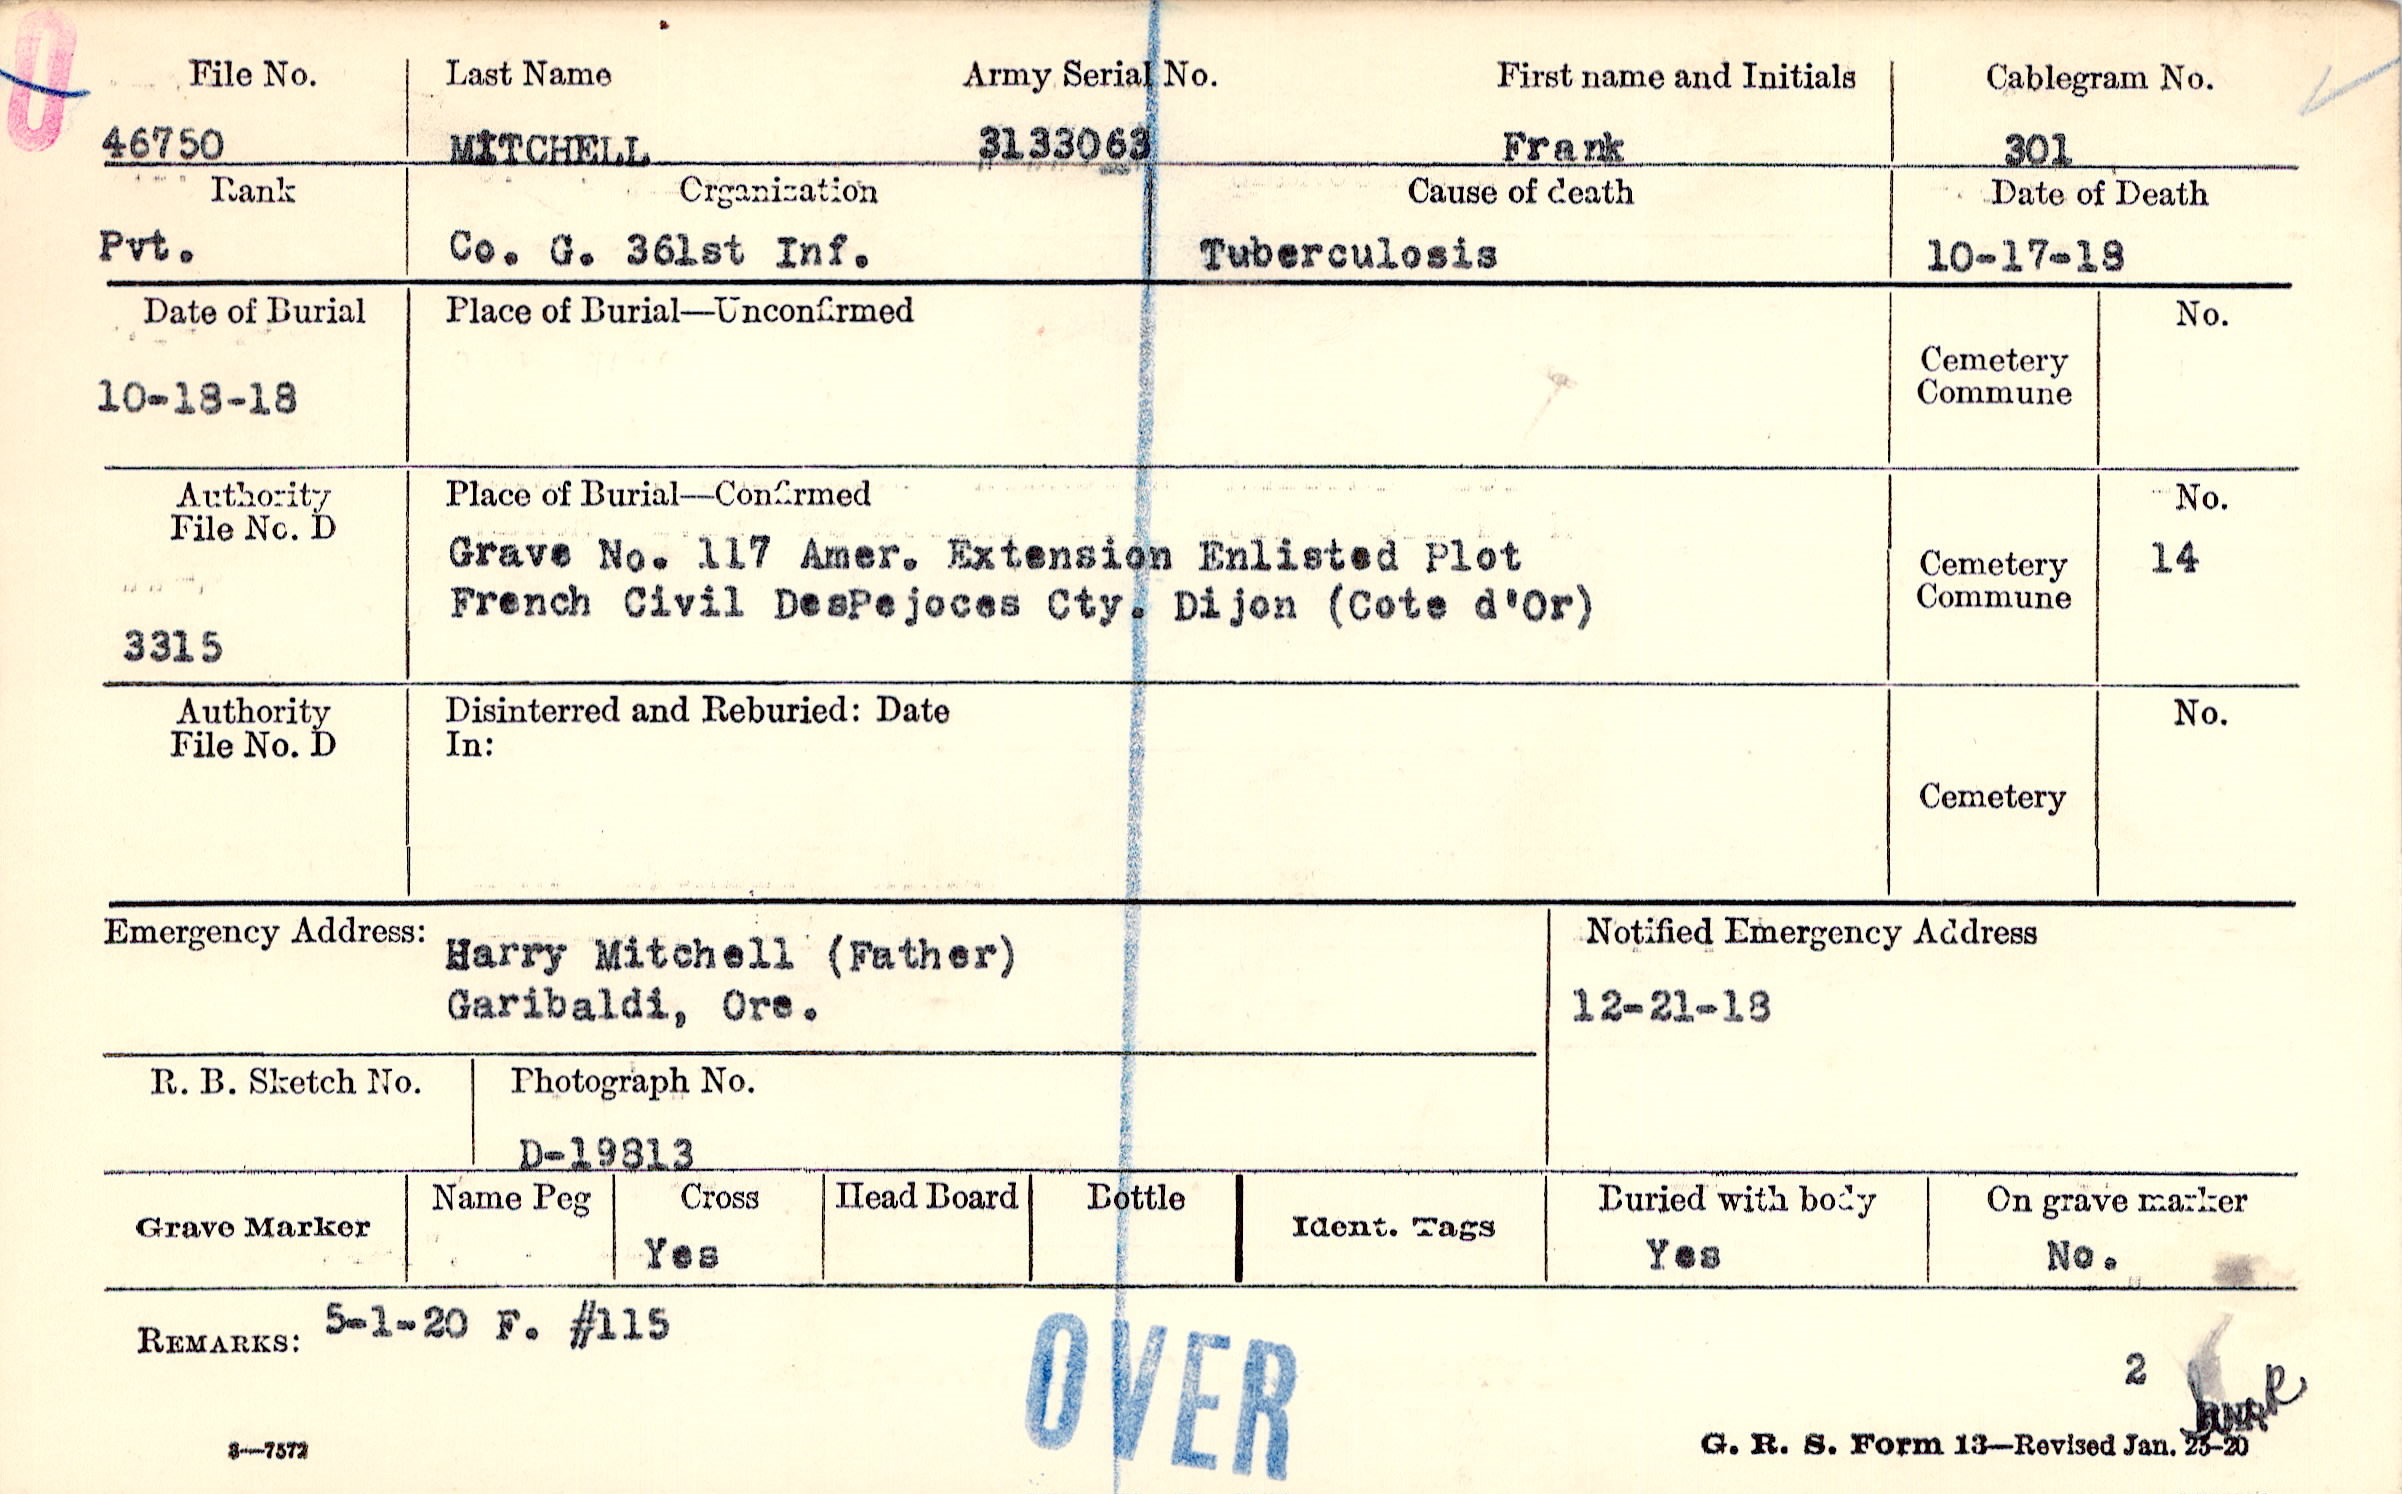 0
File No. Last Name Army Serial No. First name and Initials Cablegram No.
46750 MITCHELL 3133063 Frank 301
Rank Organization Cause of death Date of Death
Pvt. Co. G. 361st Inf. Tuberculosis 10-17-18
Date of Burial Place of Burial—Unconfirmed No.
Cemetery
Commune
10-18-18
Authority Place of Burial—Confirmed No.
File No. D
Grave No. 117 Amer. Extension Enlisted Plot Cemetery 14
French Civil DesPejoces Cty. Dijon (Cote d'Or) Commune
3315
Authority Disinterred and Reburied: Date No.
File No. D In:
Cemetery
Emergency Address: Harry Mitchell (Father) Notified Emergency Address
Garibaldi, Ore. 12-21-18
R. B. Sketch No. Photograph No.
D-19813
Grave Marker Name Peg Cross Head Board Bottle Ident. Tags Buried with body On grave marker
Yes Yes No.
REMARKS: 5-1-20 F. #115
OVER
2
3—7572 G. R. S. Form 13—Revised Jan. 25-20